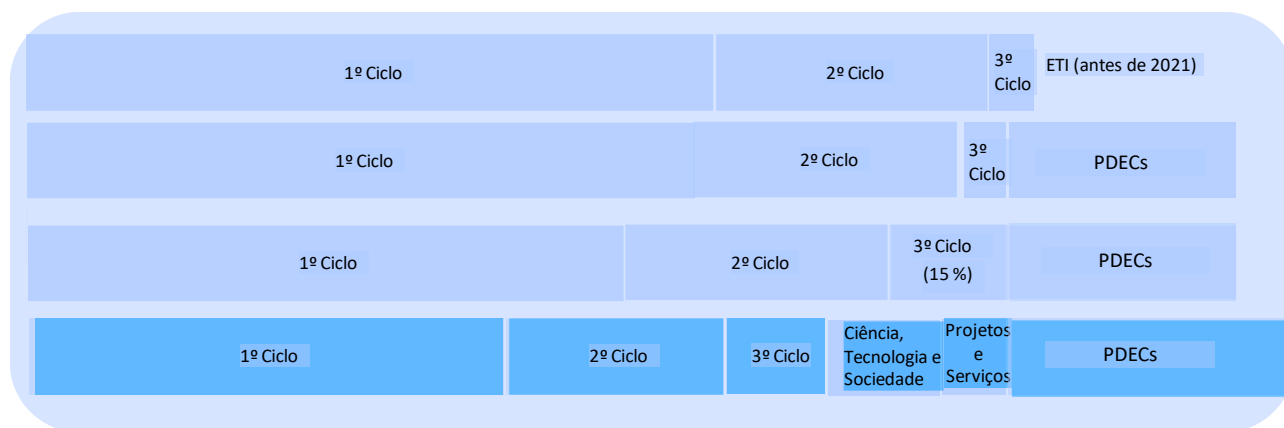 1º Ciclo
2º Ciclo
3º
Ciclo
ETI (antes de 2021)
1º Ciclo
2º Ciclo
3º
Ciclo
PDECs
1º Ciclo
2º Ciclo
3º Ciclo
(15 %)
PDECs
1º Ciclo
2º Ciclo
3º Ciclo
Ciência,
Tecnologia e
Sociedade
Projetos
e
Serviços
PDECs